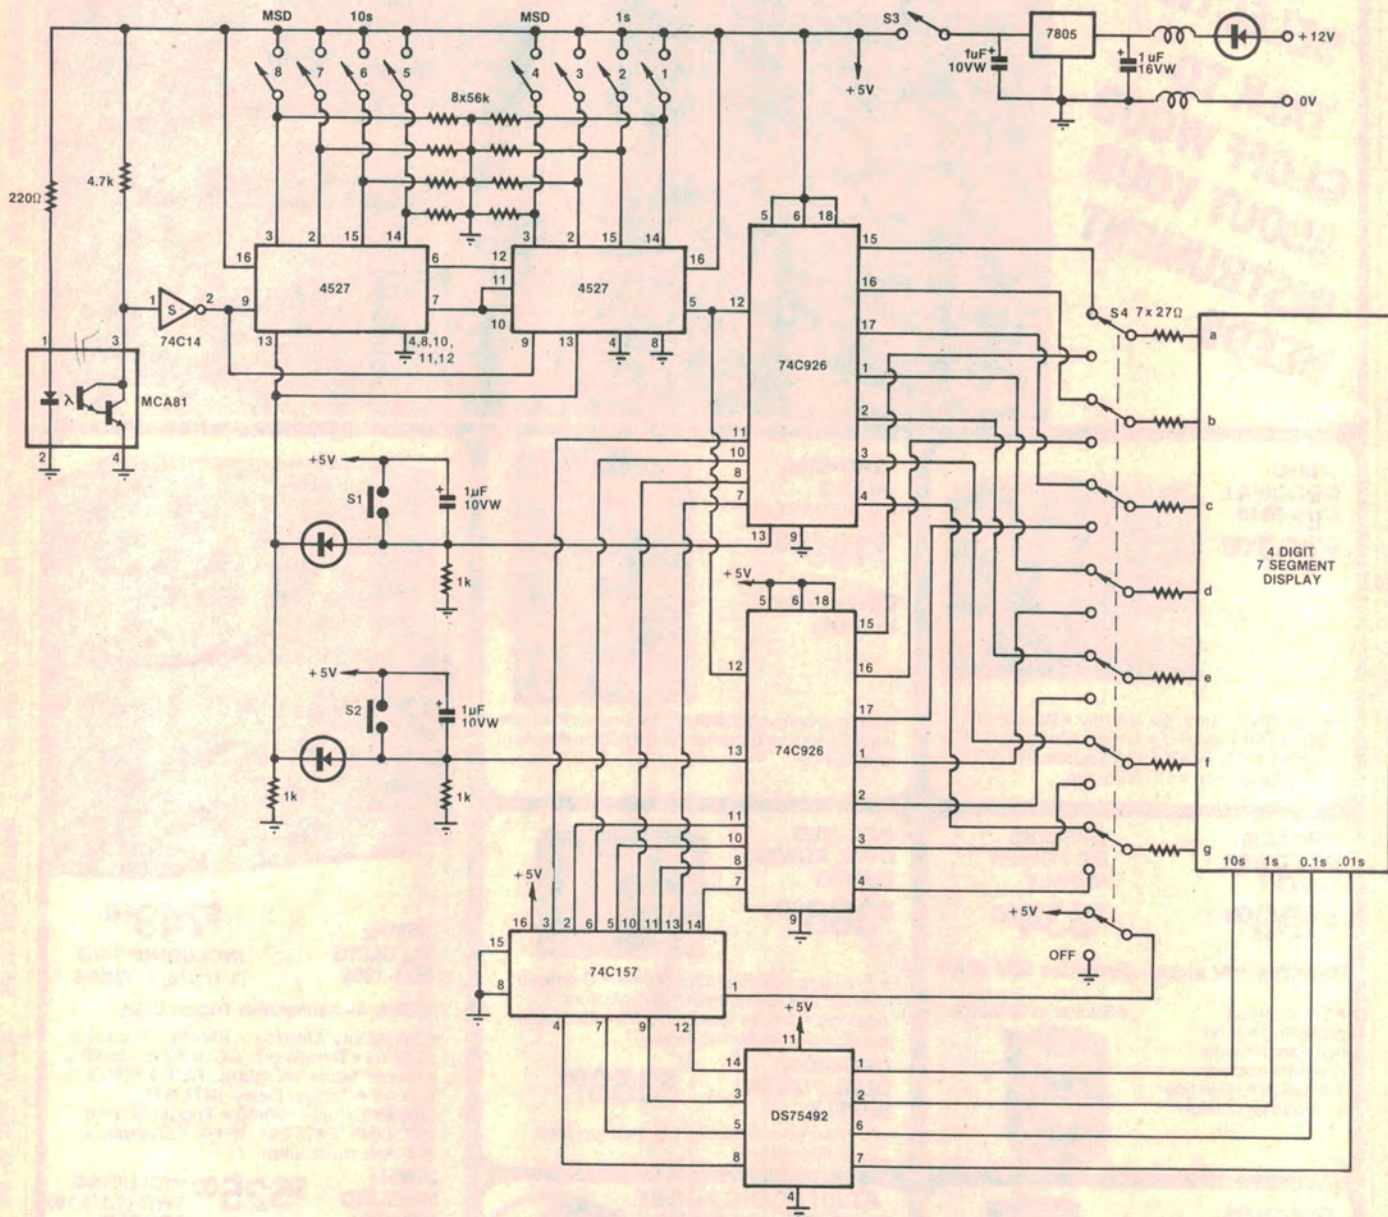 MSD 10s MSD 1s
8 7 6 5 4 3 2 1
S3
7805
+12V
1uF
10VW
+
1uF
16VW
+
0V
+5V
8x56k
220Ω
4.7k
5 6 18
3 2 15 14
3 2 15 14
16
4527
6
7
12
11
10
4527
16
5
1 S 2
74C14
9
13
4,8,10,
11,12
9 13 4 8
1 3
λ
MCA81
2 4
12
74C926
15
16
17
1
2
3
4
11
10
8
7
13 9
S4 7x27Ω
a
b
c
d
e
f
g
4 DIGIT
7 SEGMENT
DISPLAY
10s 1s 0.1s .01s
+5V
S1
+
1μF
10VW
1k
+5V
S2
+
1μF
10VW
1k
1k
+5V
5 6 18
12
13
74C926
15
16
17
1
2
3
4
11
10
8
7
9
+5V
OFF
+5V
16 3 2 6 5 10 11 13 14
15
8
74C157
1
4 7 9 12
+5V
11
14
3
5
8
DS75492
1
2
6
7
4